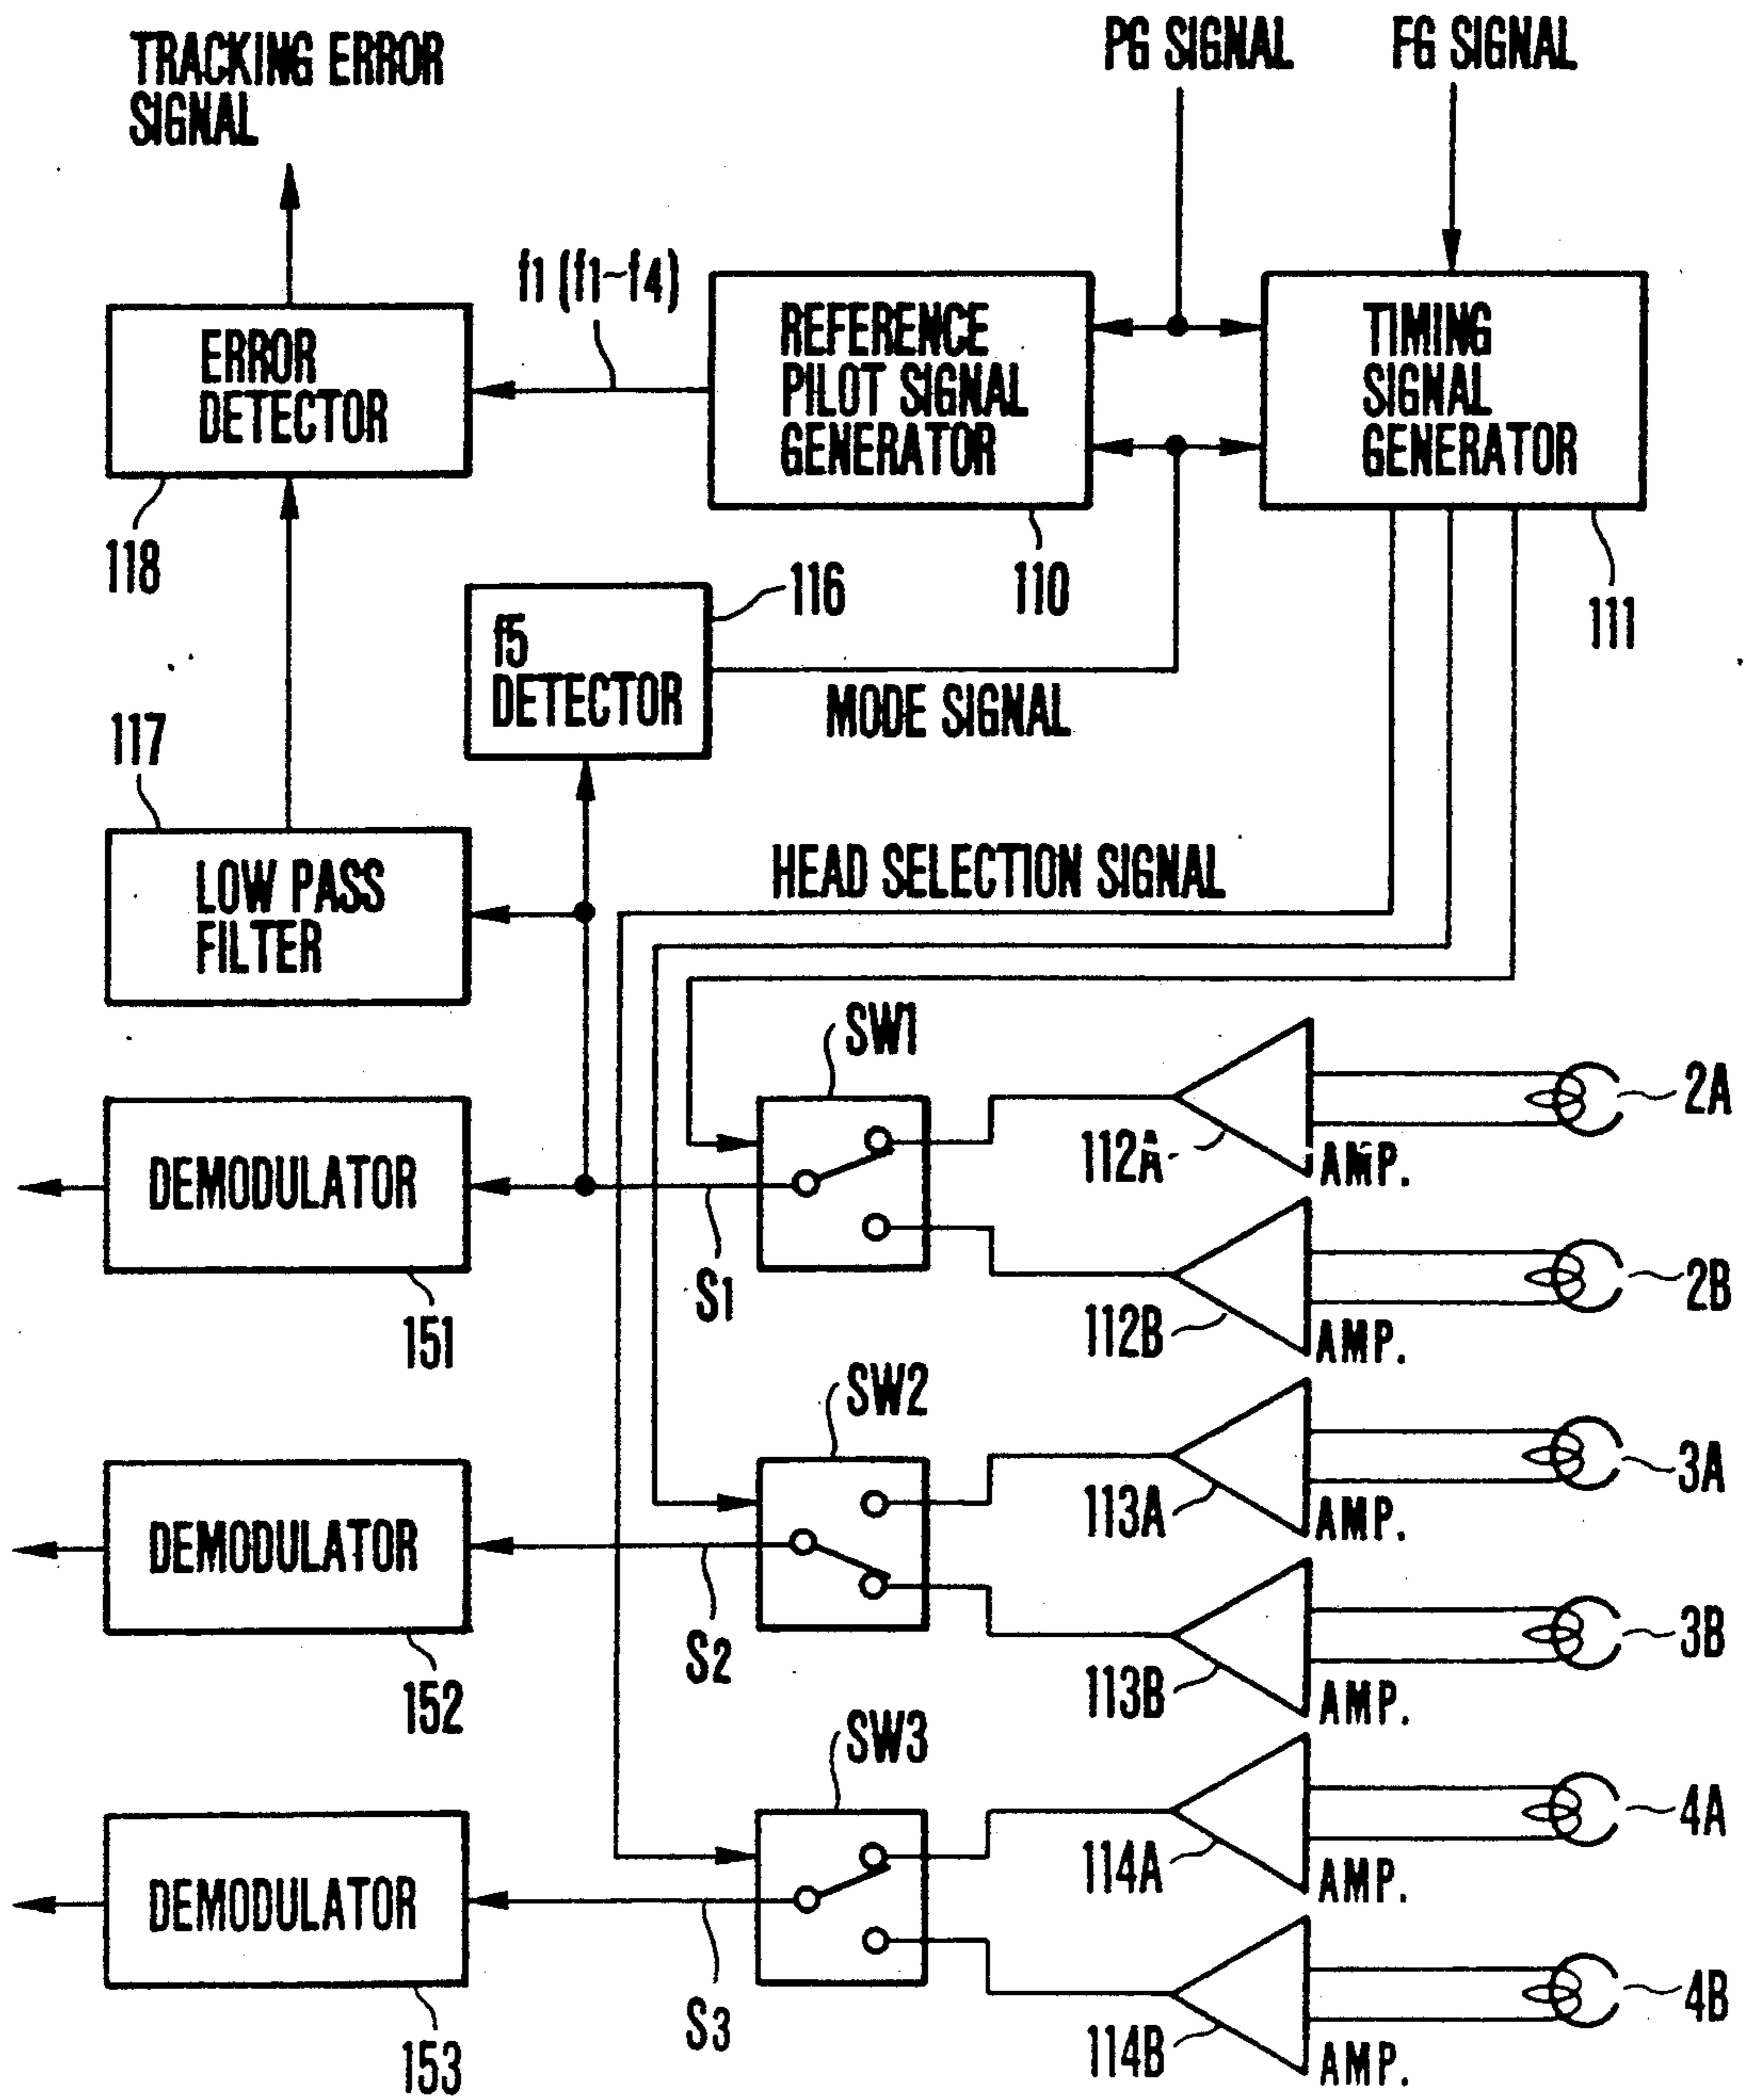 TRACKING ERROR
SIGNAL
PG SIGNAL
FG SIGNAL
f1 (f1~f4)
ERROR
DETECTOR
REFERENCE
PILOT SIGNAL
GENERATOR
TIMING
SIGNAL
GENERATOR
118
116
110
111
f5
DETECTOR
MODE SIGNAL
117
LOW PASS
FILTER
HEAD SELECTION SIGNAL
SW1
2A
112A
AMP.
DEMODULATOR
S1
151
2B
112B
AMP.
SW2
3A
113A
AMP.
DEMODULATOR
S2
152
3B
113B
AMP.
SW3
4A
114A
AMP.
DEMODULATOR
S3
153
4B
114B
AMP.